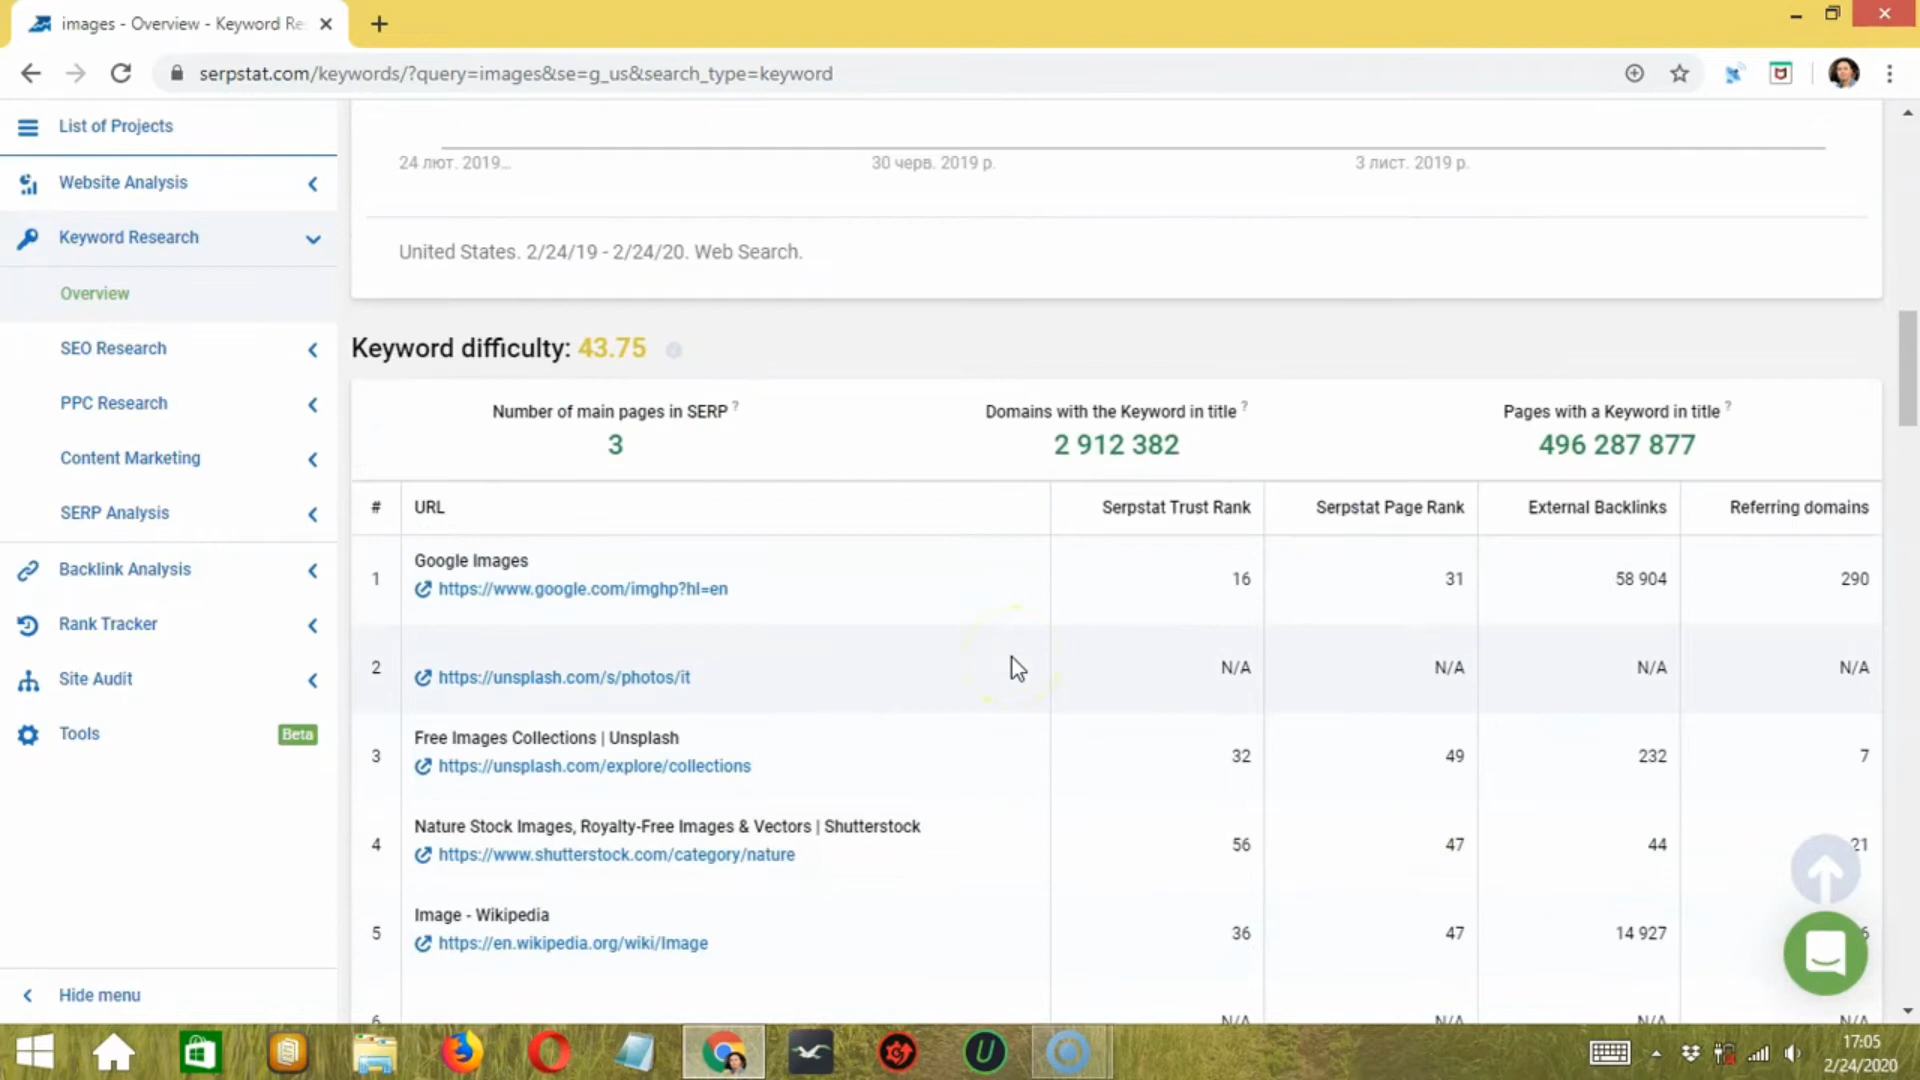 images - Overview - Keyword Re
serpstat.com/keywords/?query=images&se=g_us&search_type=keyword
List of Projects
Website Analysis
Keyword Research
Overview
SEO Research
PPC Research
Content Marketing
SERP Analysis
Backlink Analysis
Rank Tracker
Site Audit
Tools
Beta
Hide menu
24 лют. 2019...
30 черв. 2019 р.
3 лист. 2019 р.
United States. 2/24/19 - 2/24/20. Web Search.
Keyword difficulty: 43.75
Number of main pages in SERP ?
3
Domains with the Keyword in title ?
2 912 382
Pages with a Keyword in title ?
496 287 877
# URL Serpstat Trust Rank Serpstat Page Rank External Backlinks Referring domains
Google Images
1 https://www.google.com/imghp?hl=en 16 31 58 904 290
2 https://unsplash.com/s/photos/it N/A N/A N/A N/A
Free Images Collections | Unsplash
3 https://unsplash.com/explore/collections 32 49 232 7
Nature Stock Images, Royalty-Free Images & Vectors | Shutterstock
4 https://www.shutterstock.com/category/nature 56 47 44 21
Image - Wikipedia
5 https://en.wikipedia.org/wiki/Image 36 47 14 927
6 N/A N/A N/A N/A
17:05
2/24/2020